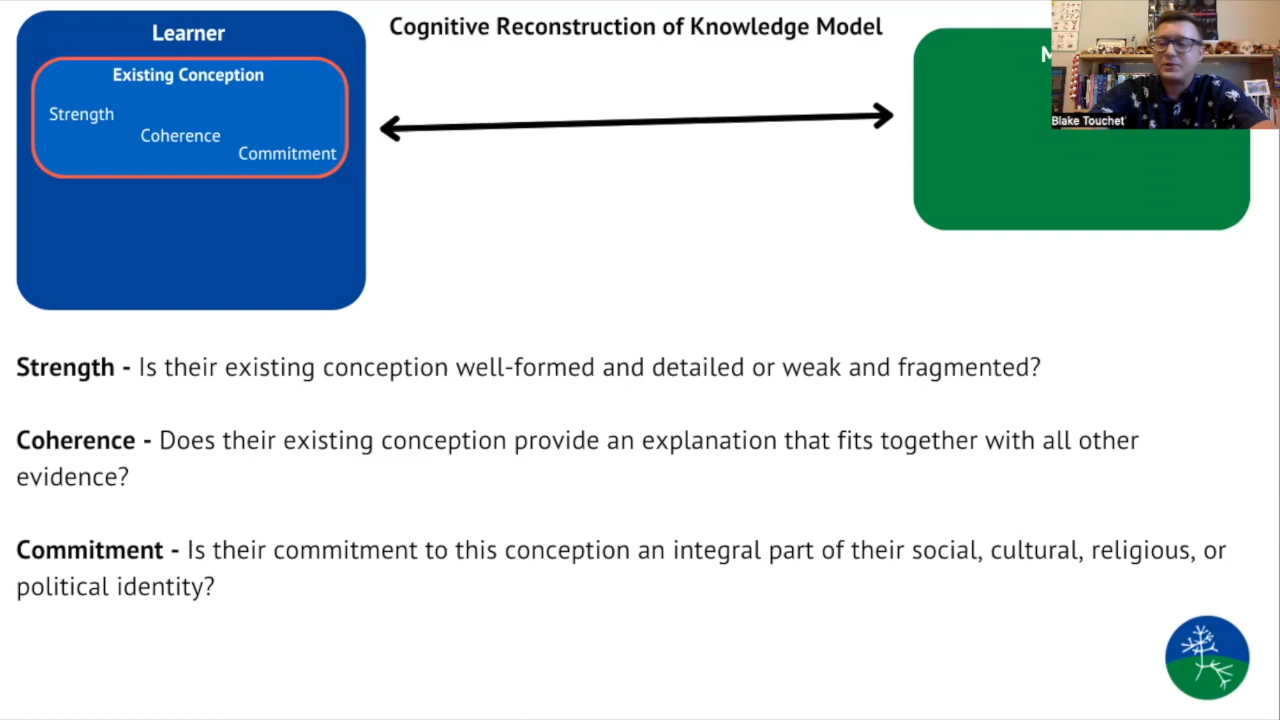 Learner
Cognitive Reconstruction of Knowledge Model
Existing Conception
Strength
Coherence
Commitment
Blake Touchet
Strength - Is their existing conception well-formed and detailed or weak and fragmented?
Coherence - Does their existing conception provide an explanation that fits together with all other
evidence?
Commitment - Is their commitment to this conception an integral part of their social, cultural, religious, or
political identity?